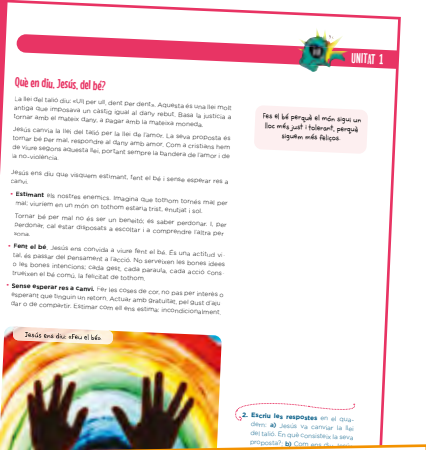 UNITAT 1
Què en diu, Jesús, del bé?
La llei del talió diu: «Ull per ull, dent per dent». Aquesta és una llei molt
antiga que imposava un càstig igual al dany rebut. Basa la justícia a
tornar amb el mateix dany, a pagar amb la mateixa moneda.
Jesús canvia la llei del talió per la llei de l'amor. La seva proposta és
tornar bé per mal, respondre al dany amb amor. Com a cristians hem
de viure segons aquesta llei, portant sempre la bandera de l'amor i de
la no-violència.
Jesús ens diu que visquem estimant, fent el bé i sense esperar res a
canvi.
• Estimant els nostres enemics. Imagina que tothom tornés mal per
mal: viuríem en un món on tothom estaria trist, enutjat i sol.
Tornar bé per mal no és ser un beneitó; és saber perdonar. I, per
perdonar, cal estar disposats a escoltar i a comprendre l'altra per-
sona.
• Fent el bé. Jesús ens convida a viure fent el bé. És una actitud vi-
tal, és passar del pensament a l'acció. No serveixen les bones idees
o les bones intencions; cada gest, cada paraula, cada acció cons-
trueixen el bé comú, la felicitat de tothom.
• Sense esperar res a canvi. Fer les coses de cor, no pas per interès o
esperant que tinguin un retorn. Actuar amb gratuïtat, pel gust d'aju-
dar o de compartir. Estimar com ell ens estima: incondicionalment.
Fes el bé perquè el món sigui un
lloc més just i tolerant, perquè
siguem més feliços.
Jesús ens diu: «Feu el bé»
2. Escriu les respostes en el qua-
dern. a) Jesús va canviar la llei
del talió. En què consisteix la seva
proposta? b) Com ens diu Jesús